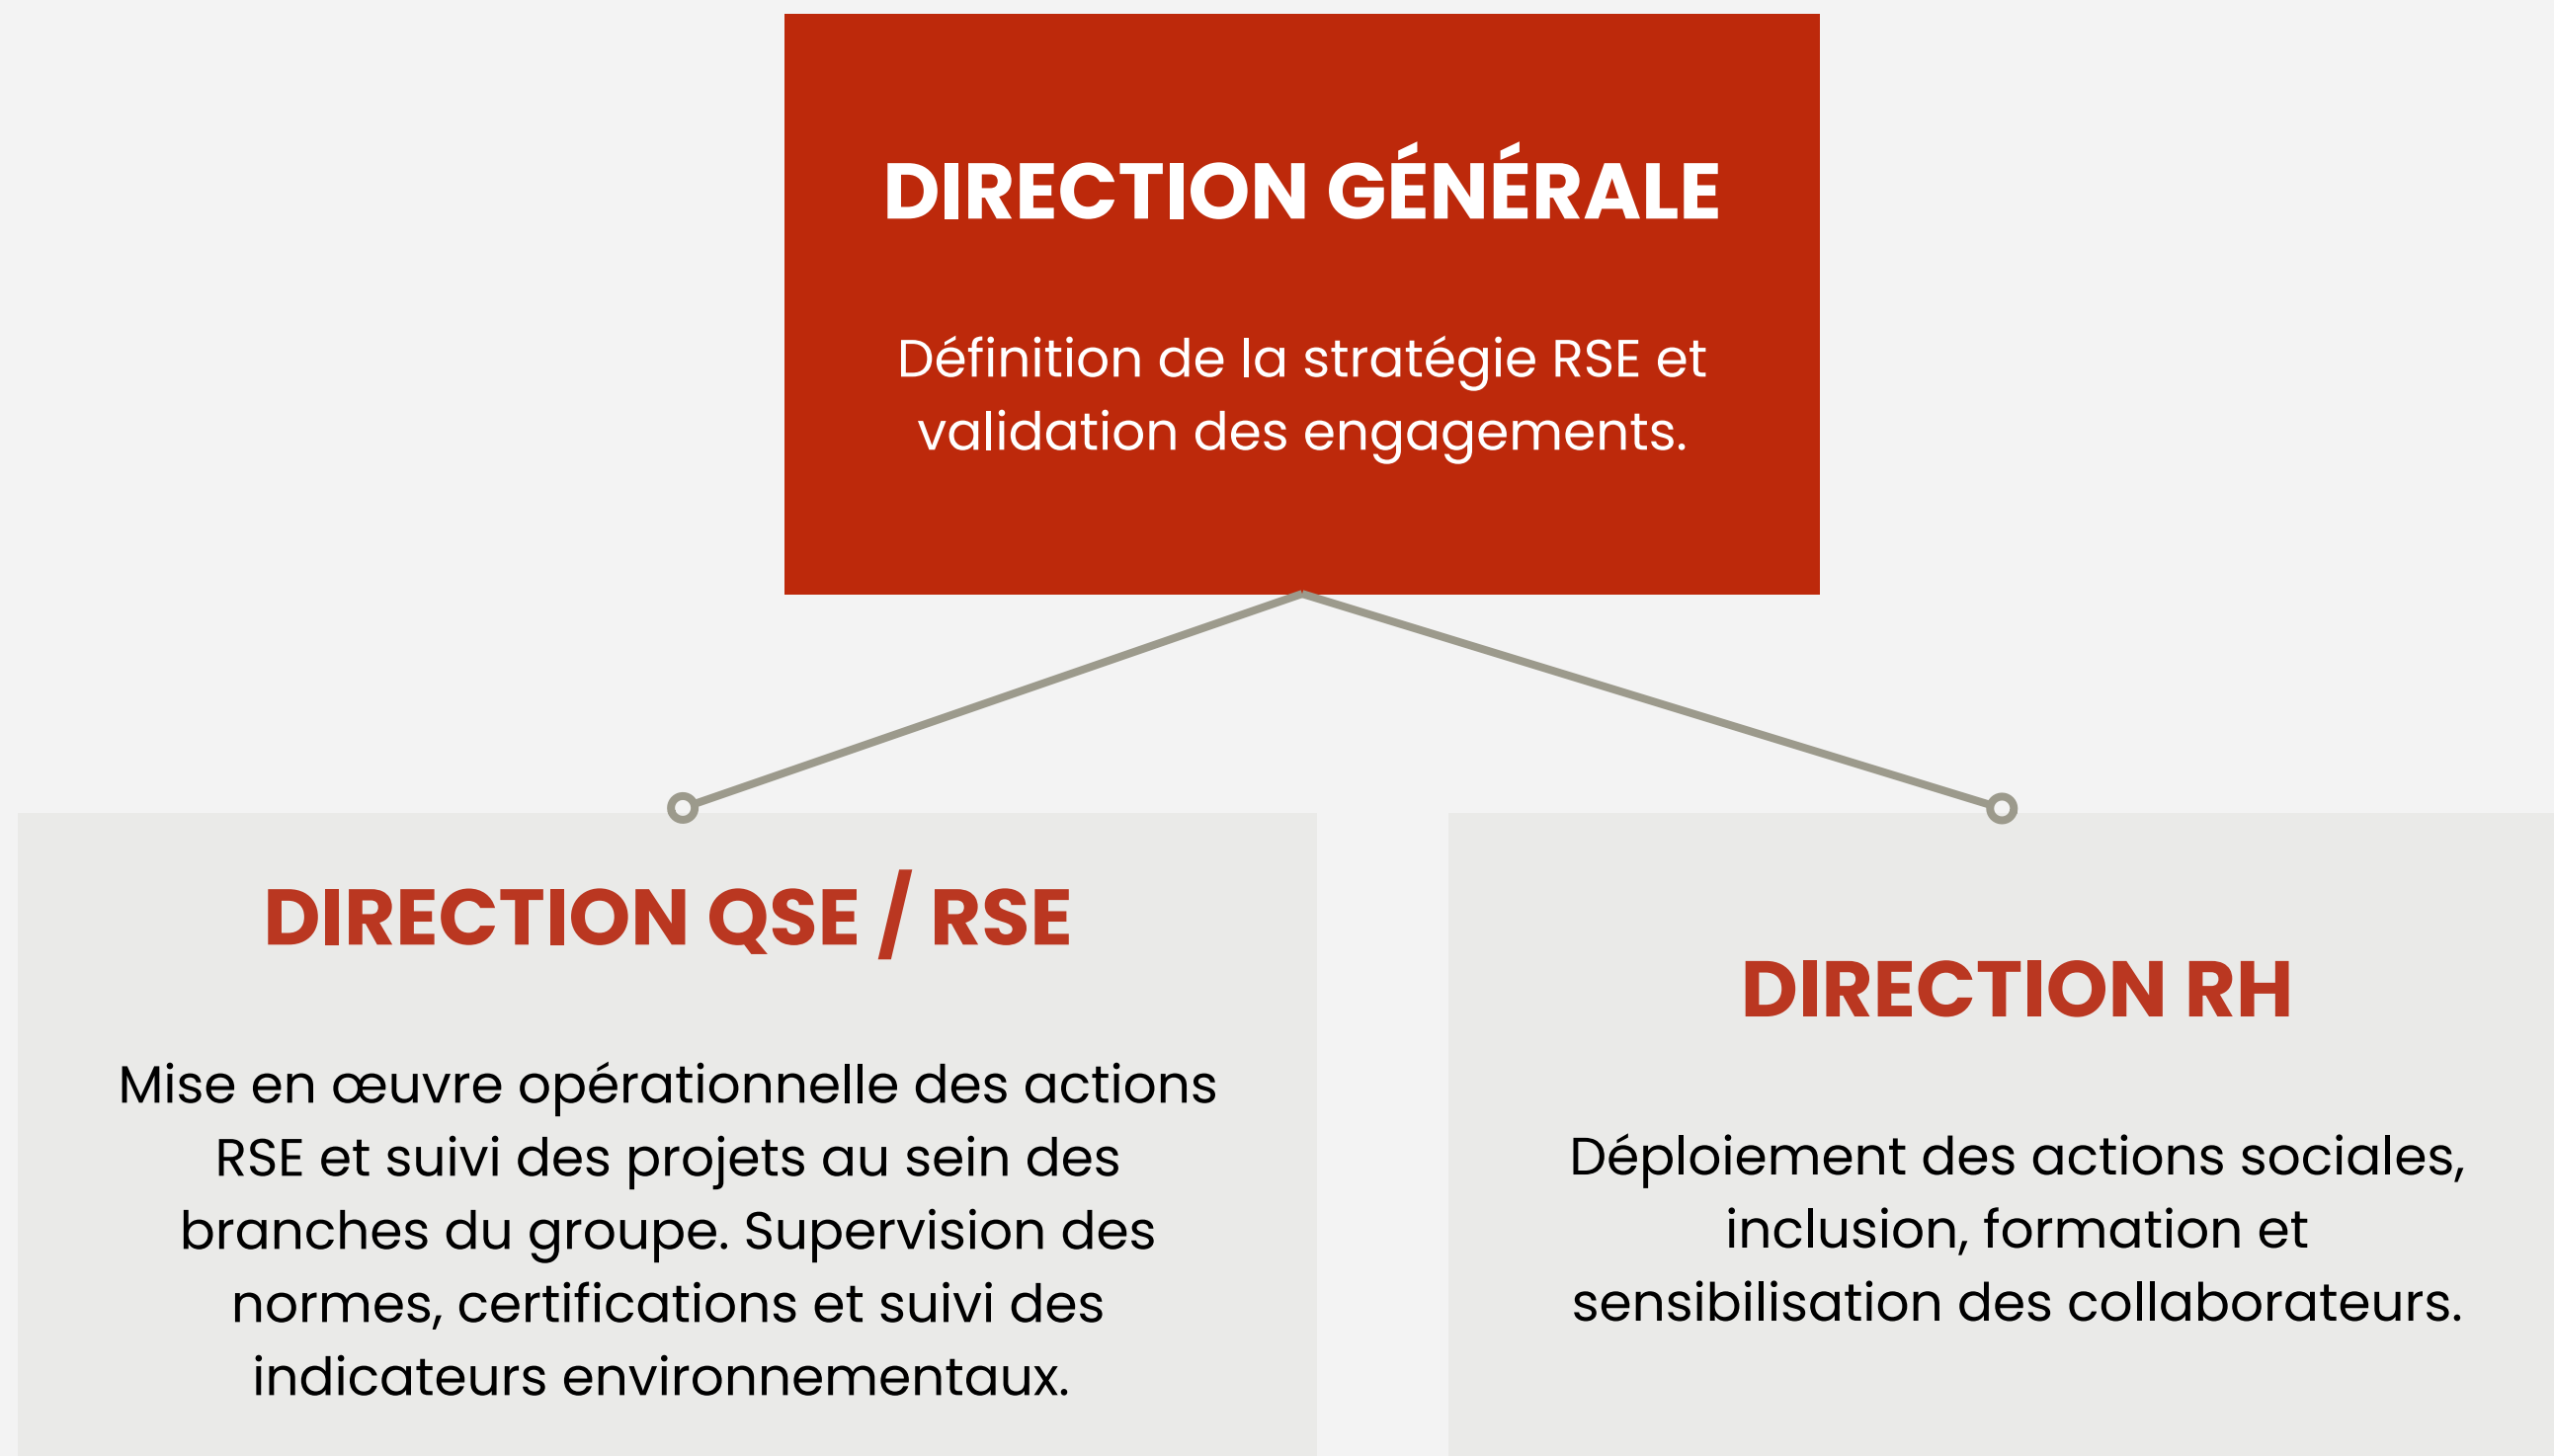 DIRECTION GÉNÉRALE
Définition de la stratégie RSE et
validation des engagements.
DIRECTION QSE / RSE
Mise en œuvre opérationnelle des actions
RSE et suivi des projets au sein des
branches du groupe. Supervision des
normes, certifications et suivi des
indicateurs environnementaux.
DIRECTION RH
Déploiement des actions sociales,
inclusion, formation et
sensibilisation des collaborateurs.